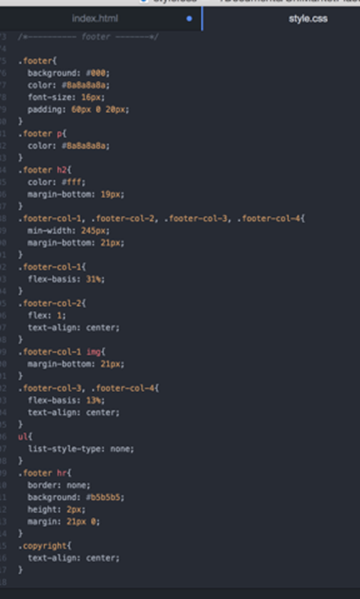 index.html
style.css
/*---------- footer -------*/
.footer{
background: #000;
color: #8a8a8a8a;
font-size: 16px;
padding: 60px 0 20px;
}
.footer p{
color: #8a8a8a8a;
}
.footer h2{
color: #fff;
margin-bottom: 19px;
}
.footer-col-1, .footer-col-2, .footer-col-3, .footer-col-4{
min-width: 245px;
margin-bottom: 21px;
}
.footer-col-1{
flex-basis: 31%;
}
.footer-col-2{
flex: 1;
text-align: center;
}
.footer-col-1 img{
margin-bottom: 21px;
}
.footer-col-3, .footer-col-4{
flex-basis: 13%;
text-align: center;
}
ul{
list-style-type: none;
}
.footer hr{
border: none;
background: #b5b5b5;
height: 2px;
margin: 21px 0;
}
.copyright{
text-align: center;
}